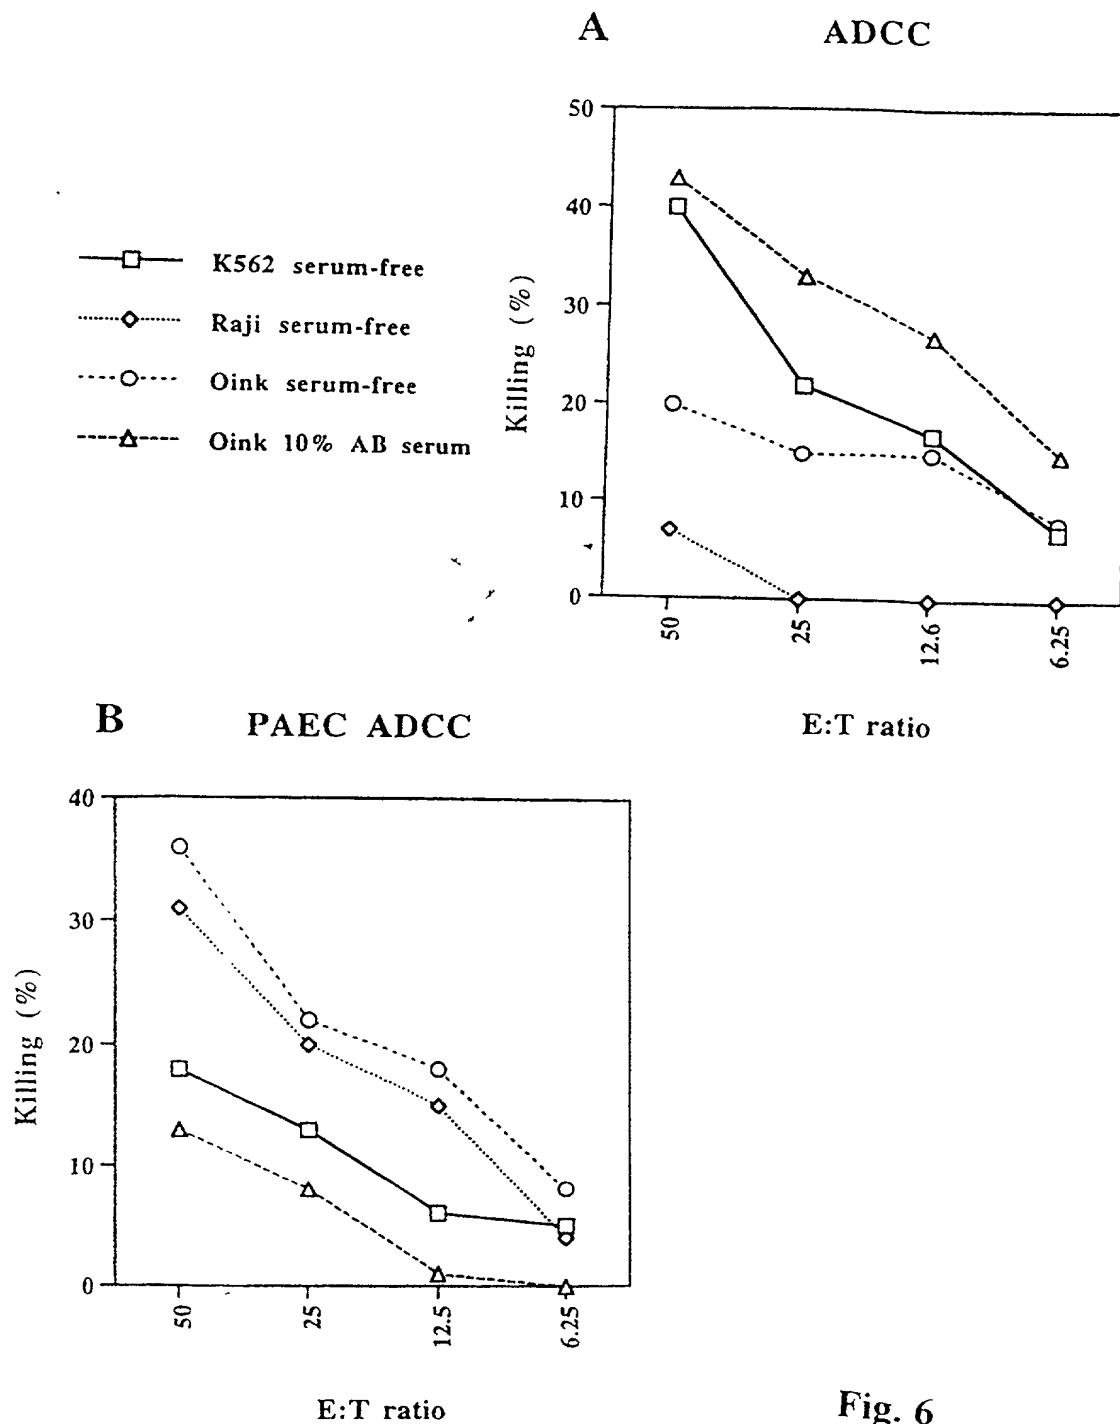 A
ADCC
50
40
30
20
10
0
Killing (%)
50
25
12.6
6.25
E:T ratio
K562 serum-free
Raji serum-free
Oink serum-free
Oink 10% AB serum
B
PAEC ADCC
40
30
20
10
0
Killing (%)
50
25
12.5
6.25
E:T ratio
Fig. 6